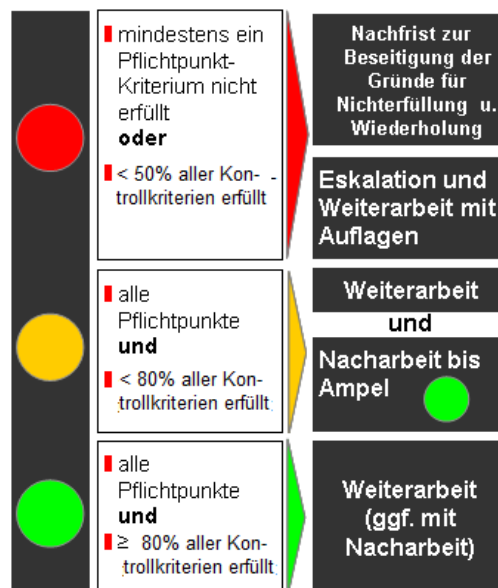 mindestens ein
Pflichtpunkt-
Kriterium nicht
erfüllt
oder
< 50% aller Kon-
trollkriterien erfüllt
Nachfrist zur
Beseitigung der
Gründe für
Nichterfüllung u.
Wiederholung
Eskalation und
Weiterarbeit mit
Auflagen
alle
Pflichtpunkte
und
< 80% aller Kon-
trollkriterien erfüllt
Weiterarbeit
und
Nacharbeit bis
Ampel
alle
Pflichtpunkte
und
≥ 80% aller Kon-
trollkriterien erfüllt
Weiterarbeit
(ggf. mit
Nacharbeit)